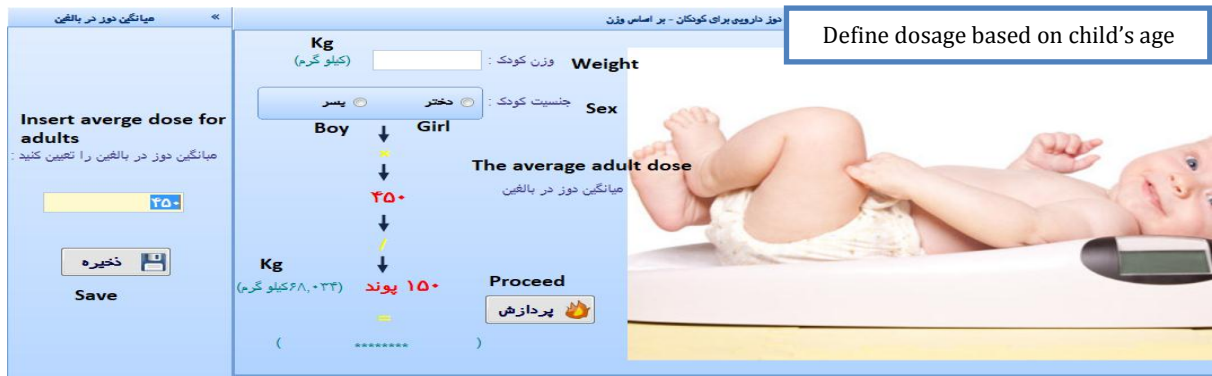 میانگین دوز در بالغین »
Insert averge dose for
adults
میانگین دوز در بالغین را تعیین کنید :
۴۵۰
ذخیره
Save
دوز دارویی برای کودکان - بر اساس وزن
Define dosage based on child's age
Kg
وزن کودک : (کیلو گرم)
Weight
جنسیت کودک : دختر پسر
Sex
Boy Girl
×
The average adult dose
میانگین دوز در بالغین
۴۵۰
/
Kg
۱۵۰ پوند (۶۸,۰۳۴کیلو گرم)
Proceed
پردازش
=
( ******** )